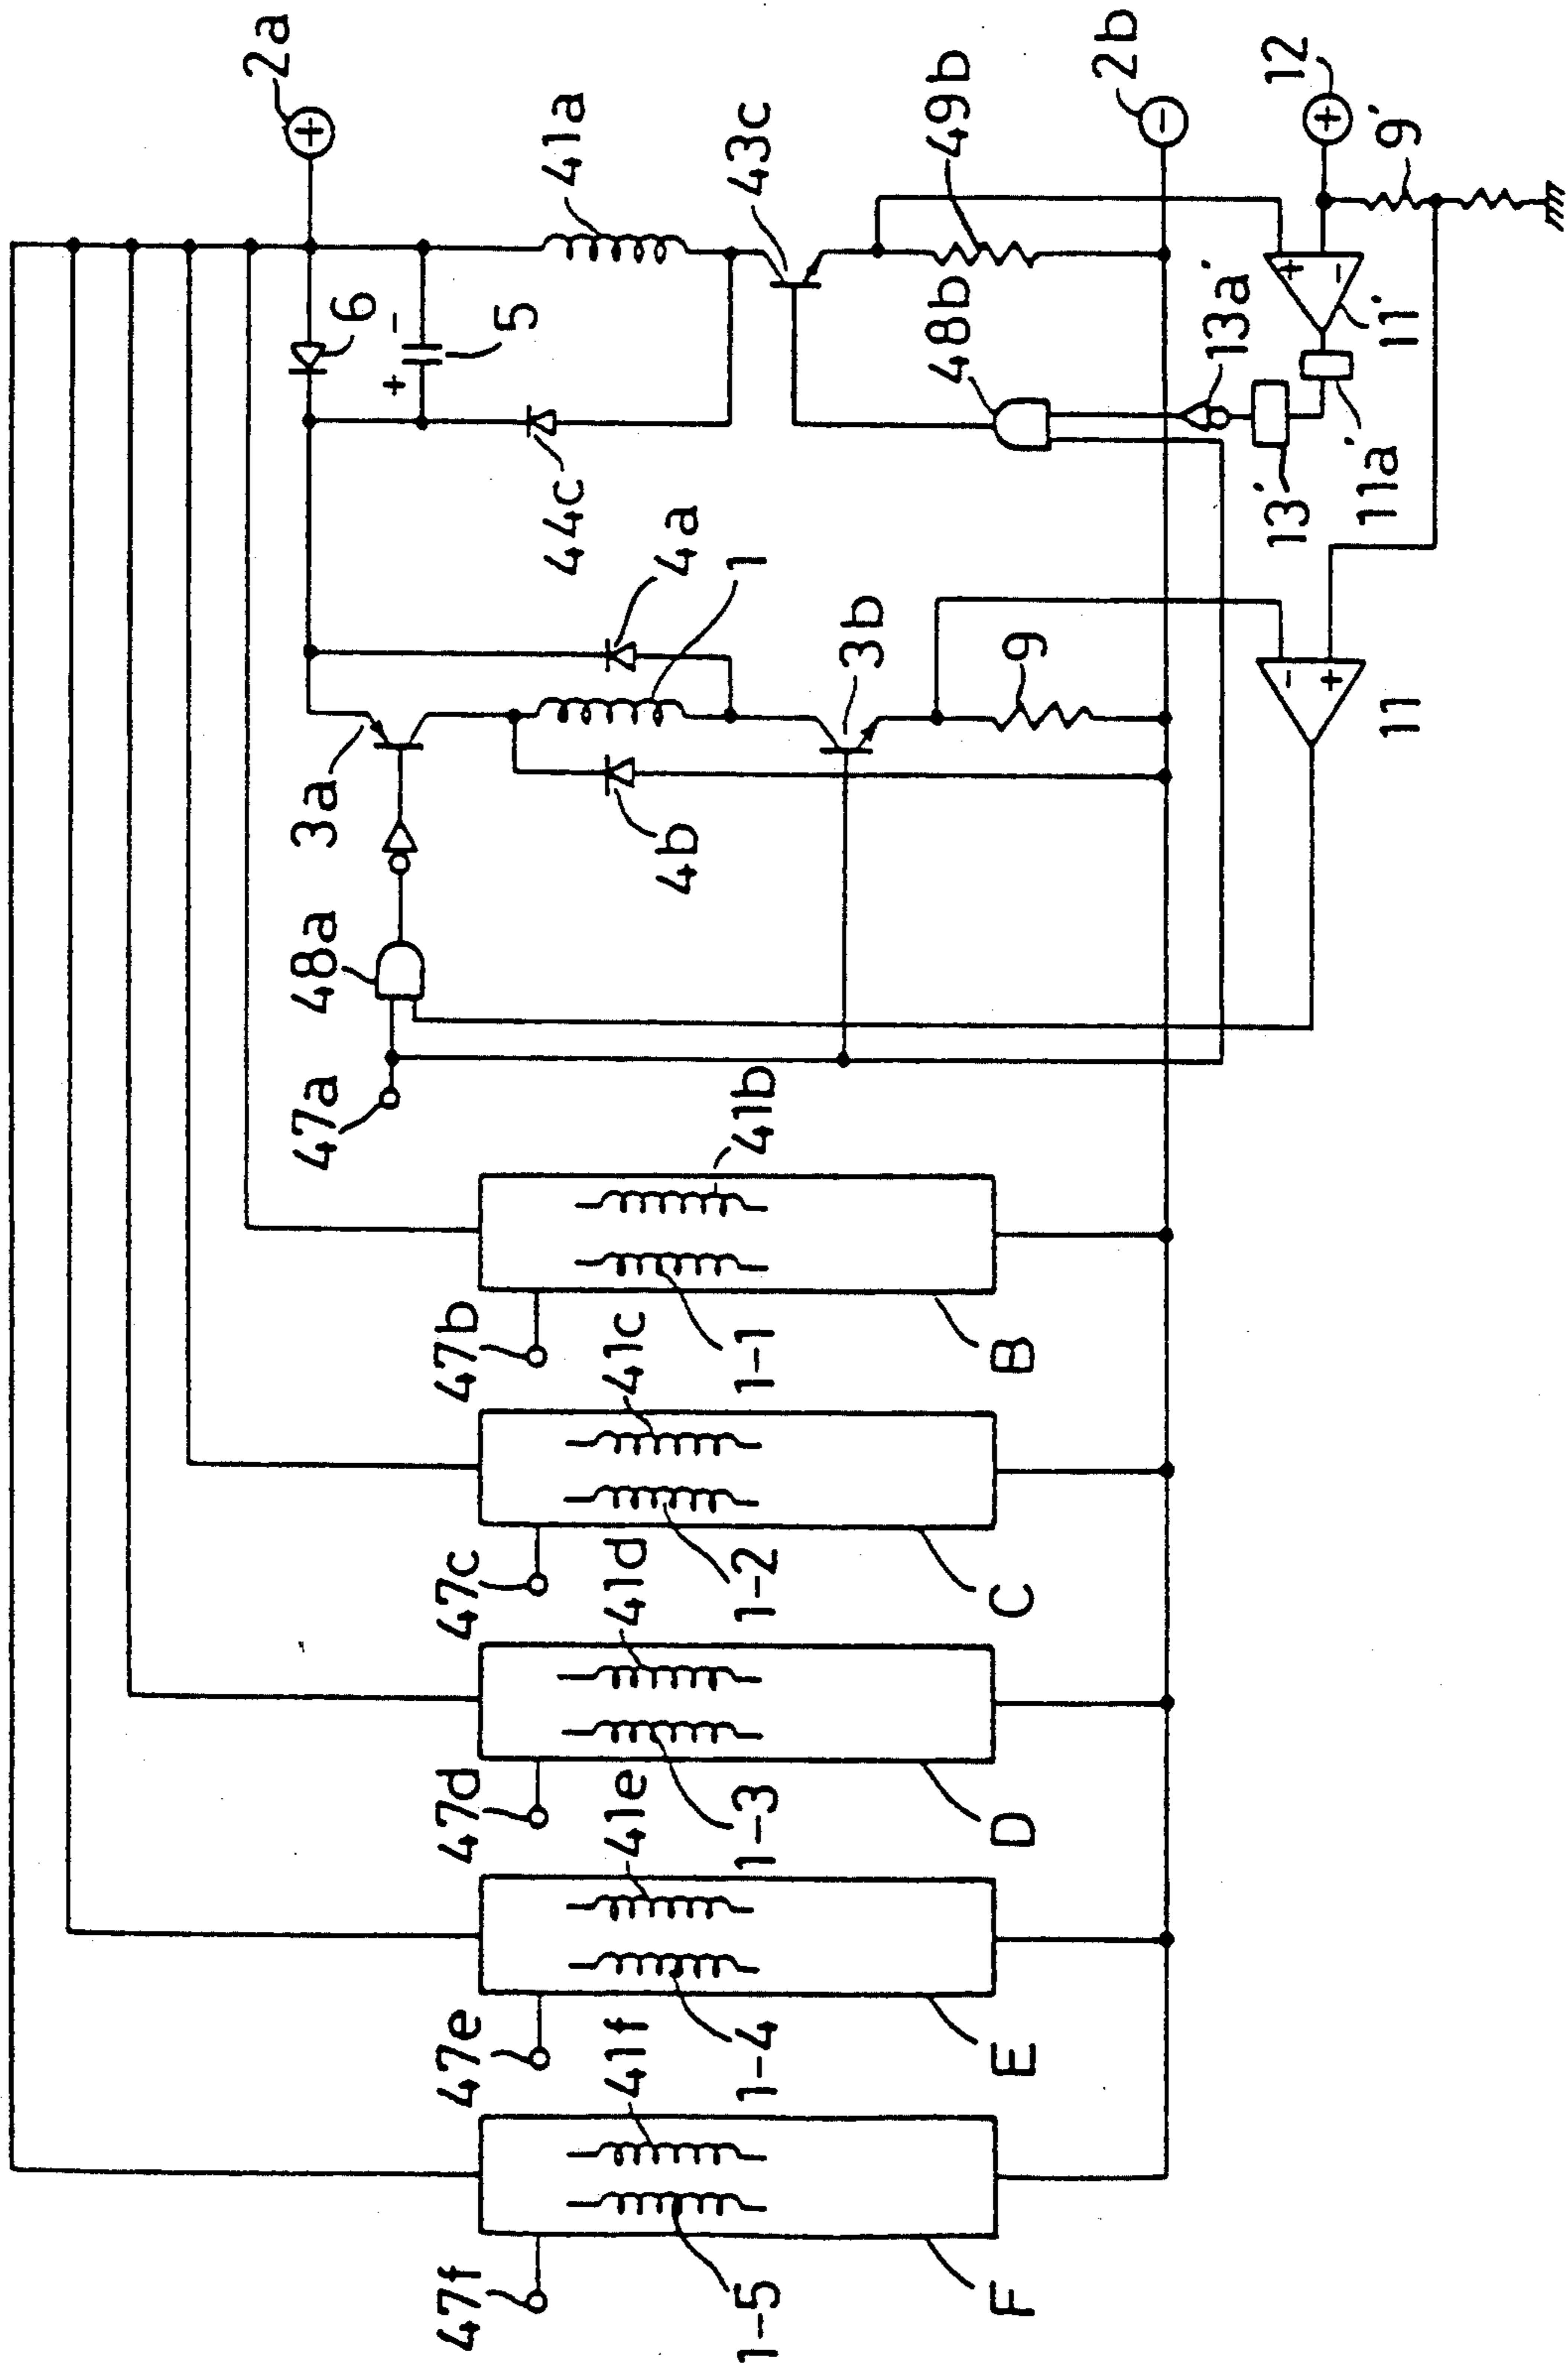 2a
41a
43c
49b
2b
12
9'
6
−
+
5
44c
48b
13a'
+
−
11'
11a'
13'
4a
1
3b
9
−
+
11
3a
4b
48a
47a
41b
47b
1-1
B
41c
47c
1-2
C
41d
47d
1-3
D
41e
47e
1-4
E
41f
47f
1-5
F